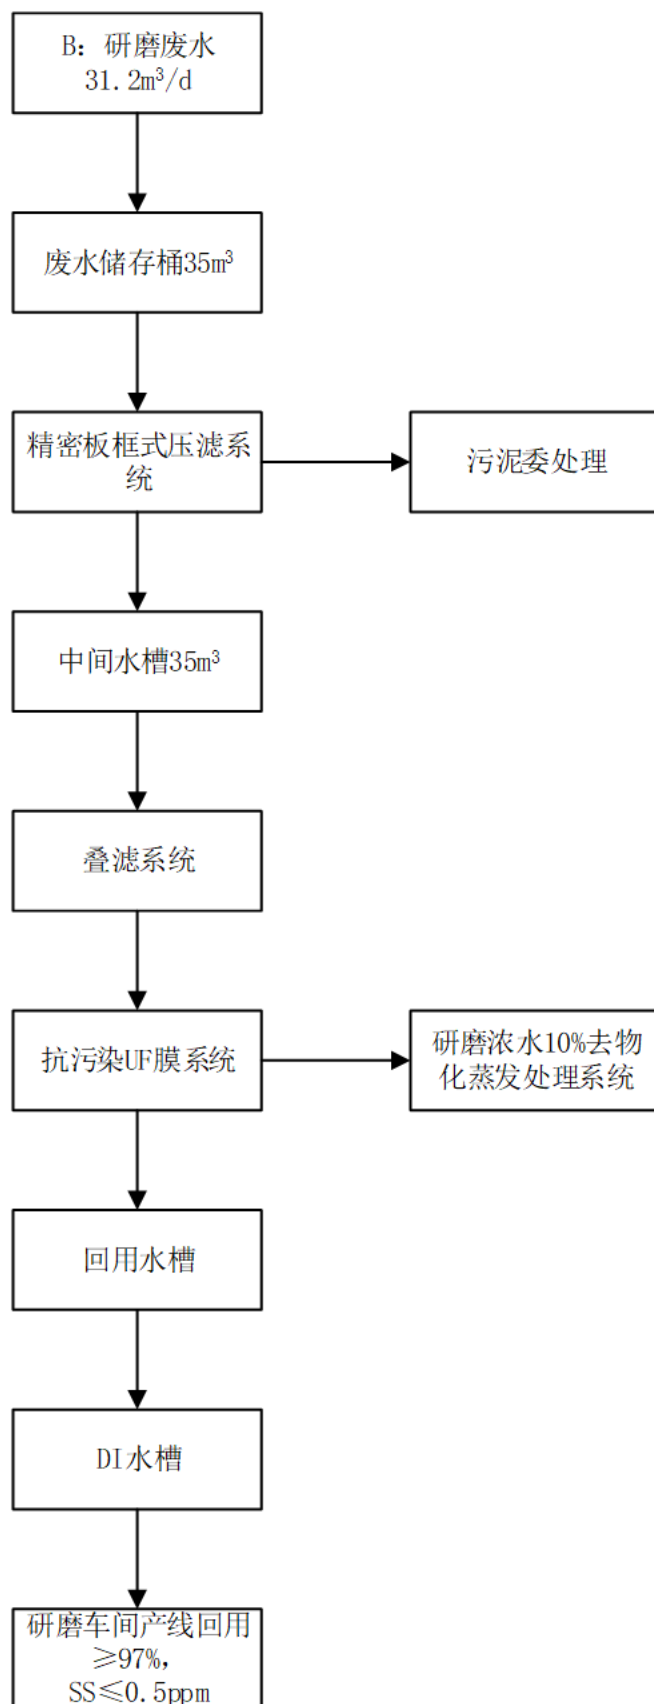 B：研磨废水
31.2m³/d
废水储存桶35m³
精密板框式压滤系
统
污泥委处理
中间水槽35m³
叠滤系统
抗污染UF膜系统
研磨浓水10%去物
化蒸发处理系统
回用水槽
DI水槽
研磨车间产线回用
≥97%，
SS≤0.5ppm